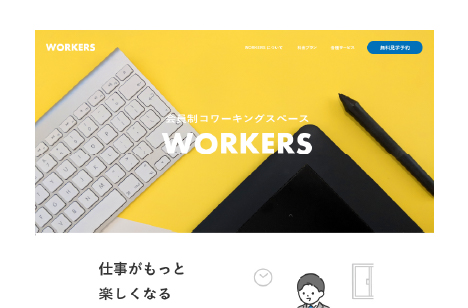 WORKERS
WORKERSについて
料金プラン
各種サービス
無料見学予約
会員制コワーキングスペース
WORKERS
仕事がもっと
楽しくなる